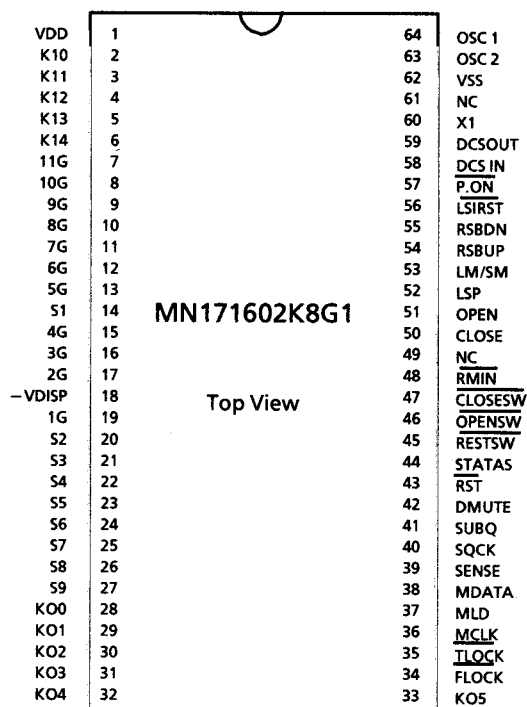 VDD 1 64 OSC 1
K10 2 63 OSC 2
K11 3 62 VSS
K12 4 61 NC
K13 5 60 X1
K14 6 59 DCSOUT
11G 7 58 DCS IN
10G 8 57 P.ON
9G 9 56 LSIRST
8G 10 55 RSBDN
7G 11 54 RSBUP
6G 12 53 LM/SM
5G 13 52 LSP
S1 14 MN171602K8G1 51 OPEN
4G 15 50 CLOSE
3G 16 49 NC
2G 17 48 RMIN
−VDISP 18 Top View 47 CLOSESW
1G 19 46 OPENSW
S2 20 45 RESTSW
S3 21 44 STATAS
S4 22 43 RST
S5 23 42 DMUTE
S6 24 41 SUBQ
S7 25 40 SQCK
S8 26 39 SENSE
S9 27 38 MDATA
KO0 28 37 MLD
KO1 29 36 MCLK
KO2 30 35 TLOCK
KO3 31 34 FLOCK
KO4 32 33 KO5